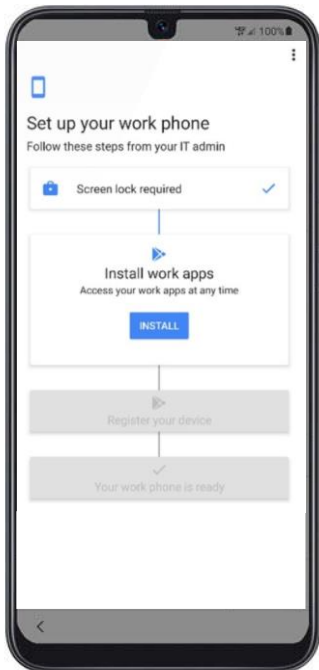 100%
Set up your work phone
Follow these steps from your IT admin
Screen lock required
Install work apps
Access your work apps at any time
INSTALL
Register your device
Your work phone is ready